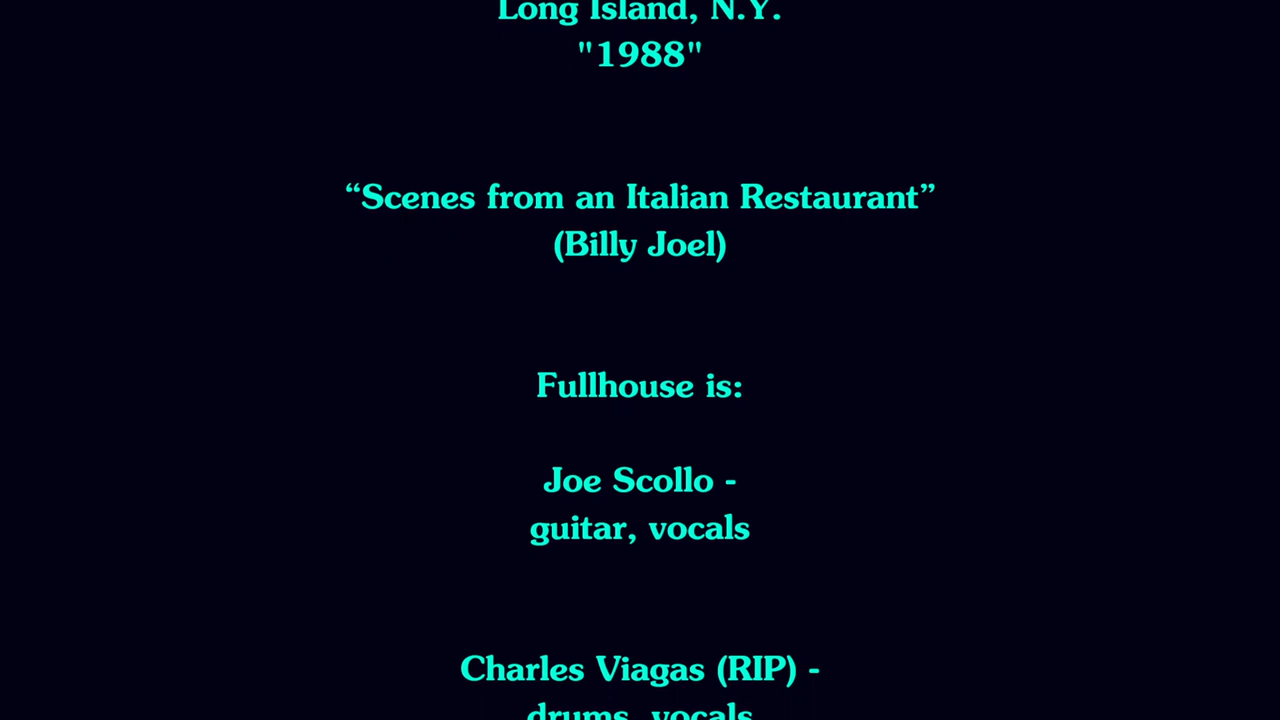 Long Island, N.Y.
"1988"
“Scenes from an Italian Restaurant”
(Billy Joel)
Fullhouse is:
Joe Scollo -
guitar, vocals
Charles Viagas (RIP) -
drums, vocals